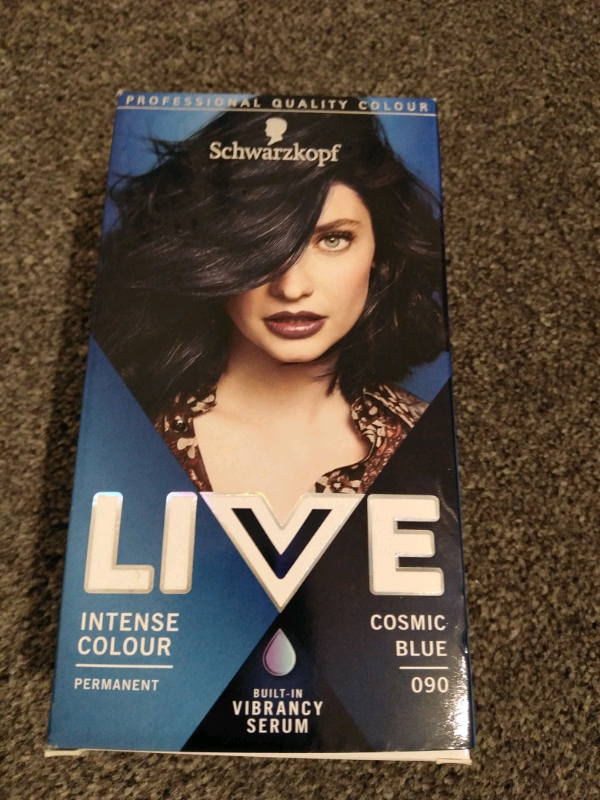 PROFESSIONAL QUALITY COLOUR
Schwarzkopf
LIVE
INTENSE
COLOUR
PERMANENT
COSMIC
BLUE
090
BUILT-IN
VIBRANCY
SERUM